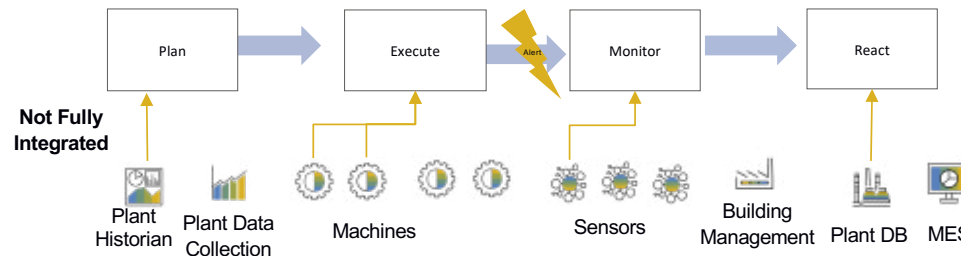 Plan
Execute
Alert
Monitor
React
Not Fully
Integrated
Plant
Historian
Plant Data
Collection
Machines
Sensors
Building
Management
Plant DB
MES